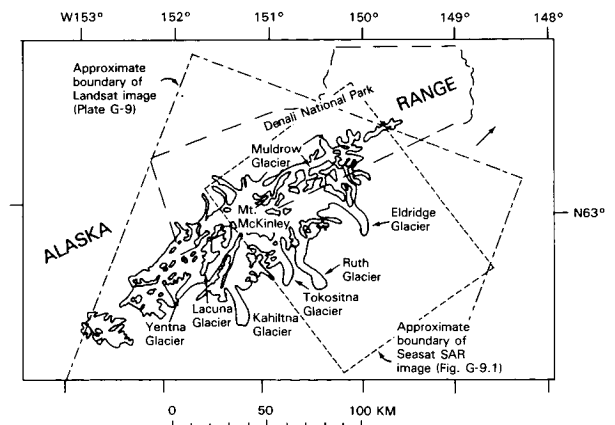 W153° 152° 151° 150° 149° 148°
Approximate
boundary of
Landsat image
(Plate G-9)
Denali National Park
RANGE
Muldrow
Glacier
N63°
Mt.
McKinley
Eldridge
Glacier
ALASKA
Ruth
Glacier
Tokositna
Glacier
Lacuna
Glacier
Yentna
Glacier
Kahiltna
Glacier
Approximate
boundary of
Seasat SAR
image (Fig. G-9.1)
0 50 100 KM